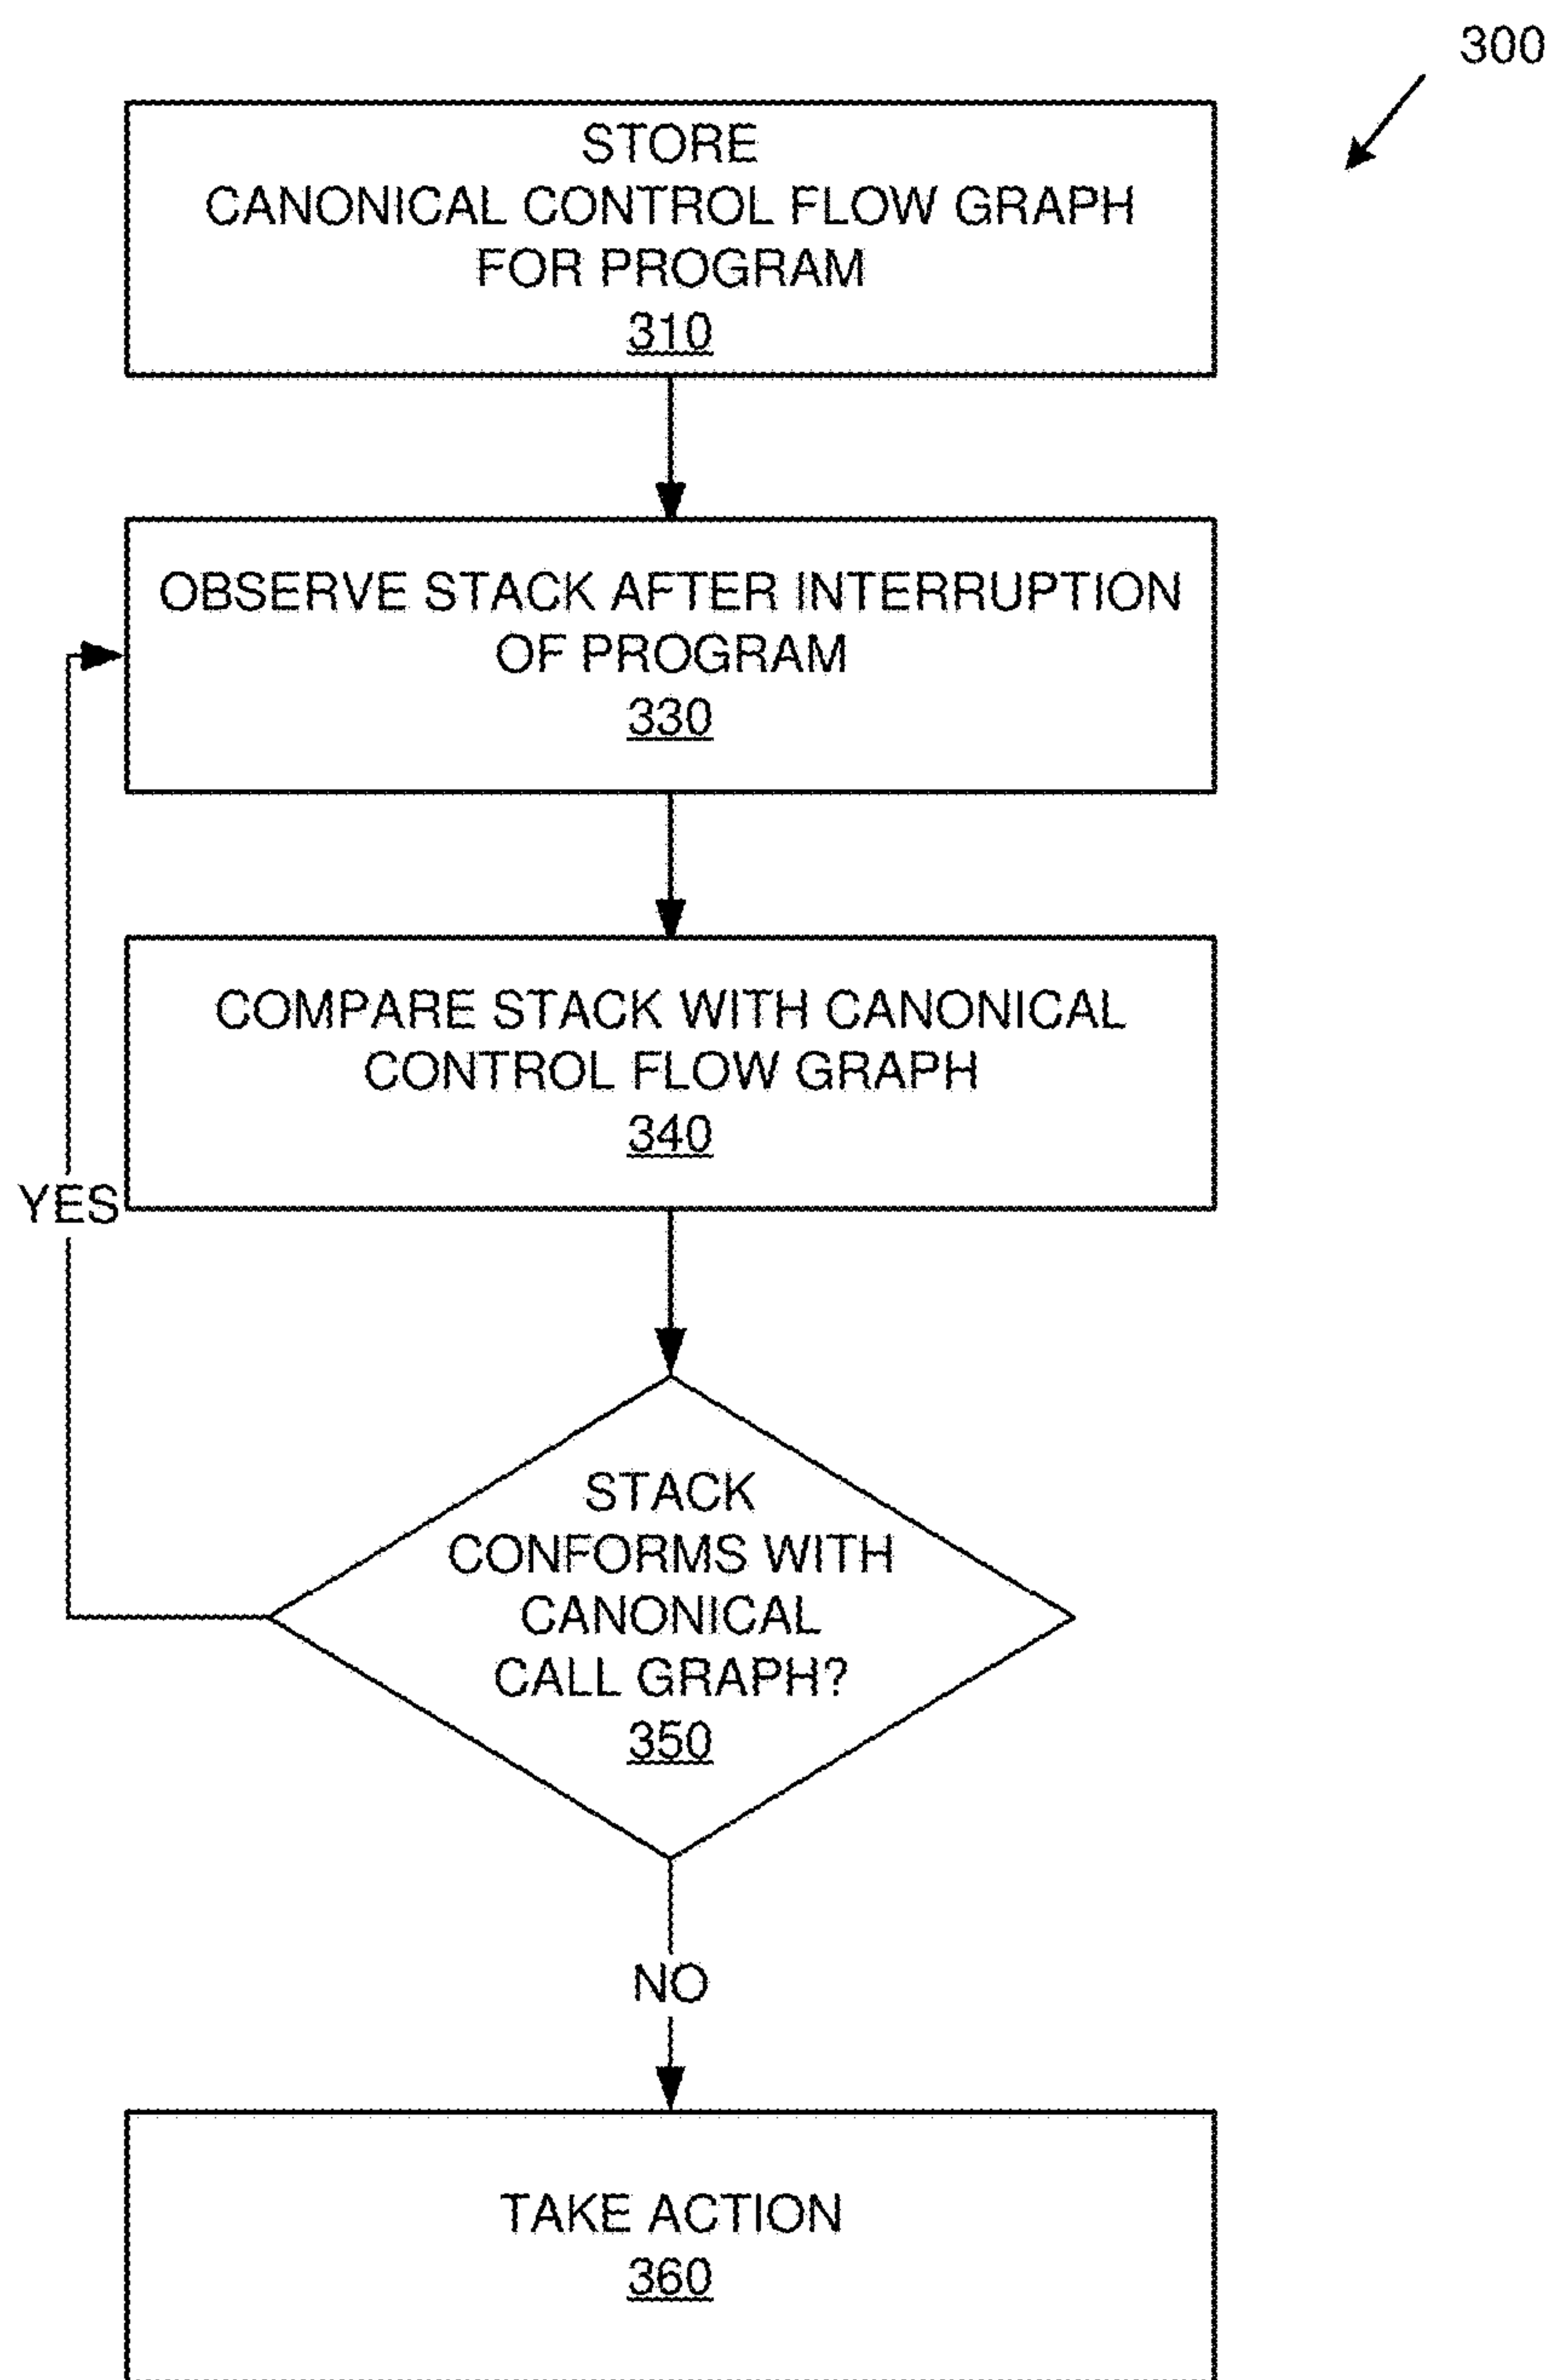 300
STORE
CANONICAL CONTROL FLOW GRAPH
FOR PROGRAM
310
OBSERVE STACK AFTER INTERRUPTION
OF PROGRAM
330
COMPARE STACK WITH CANONICAL
CONTROL FLOW GRAPH
340
YES
STACK
CONFORMS WITH
CANONICAL
CALL GRAPH?
350
NO
TAKE ACTION
360